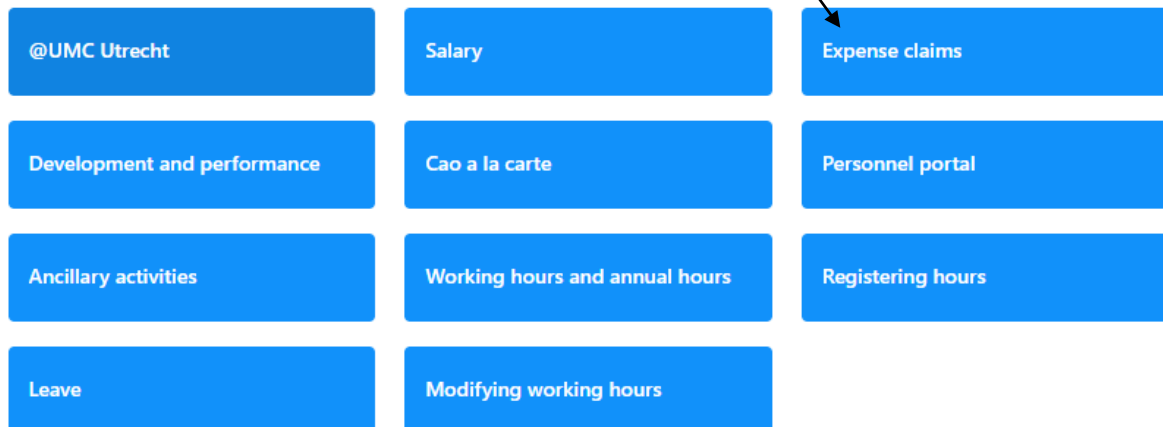 @UMC Utrecht
Salary
Expense claims
Development and performance
Cao a la carte
Personnel portal
Ancillary activities
Working hours and annual hours
Registering hours
Leave
Modifying working hours